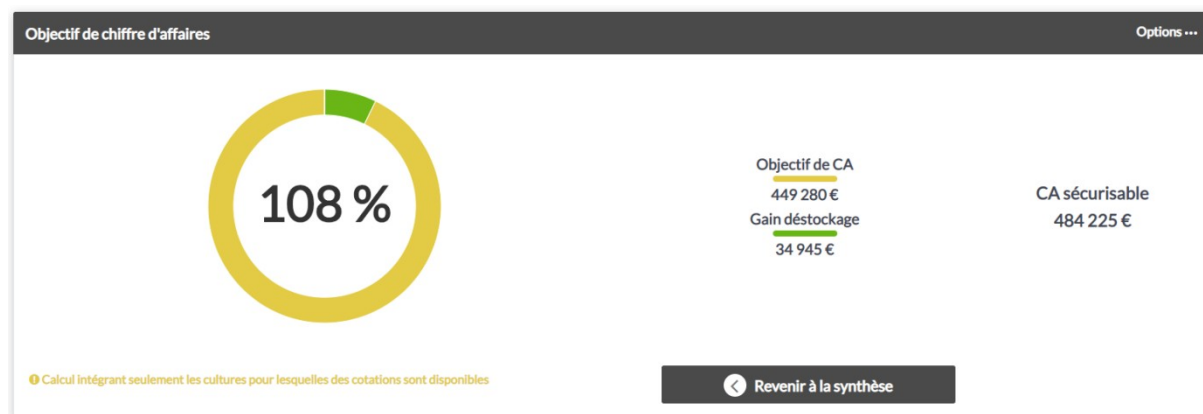 Objectif de chiffre d'affaires
Options •••
108 %
Objectif de CA
449 280 €
Gain déstockage
34 945 €
CA sécurisable
484 225 €
Calcul intégrant seulement les cultures pour lesquelles des cotations sont disponibles
Revenir à la synthèse